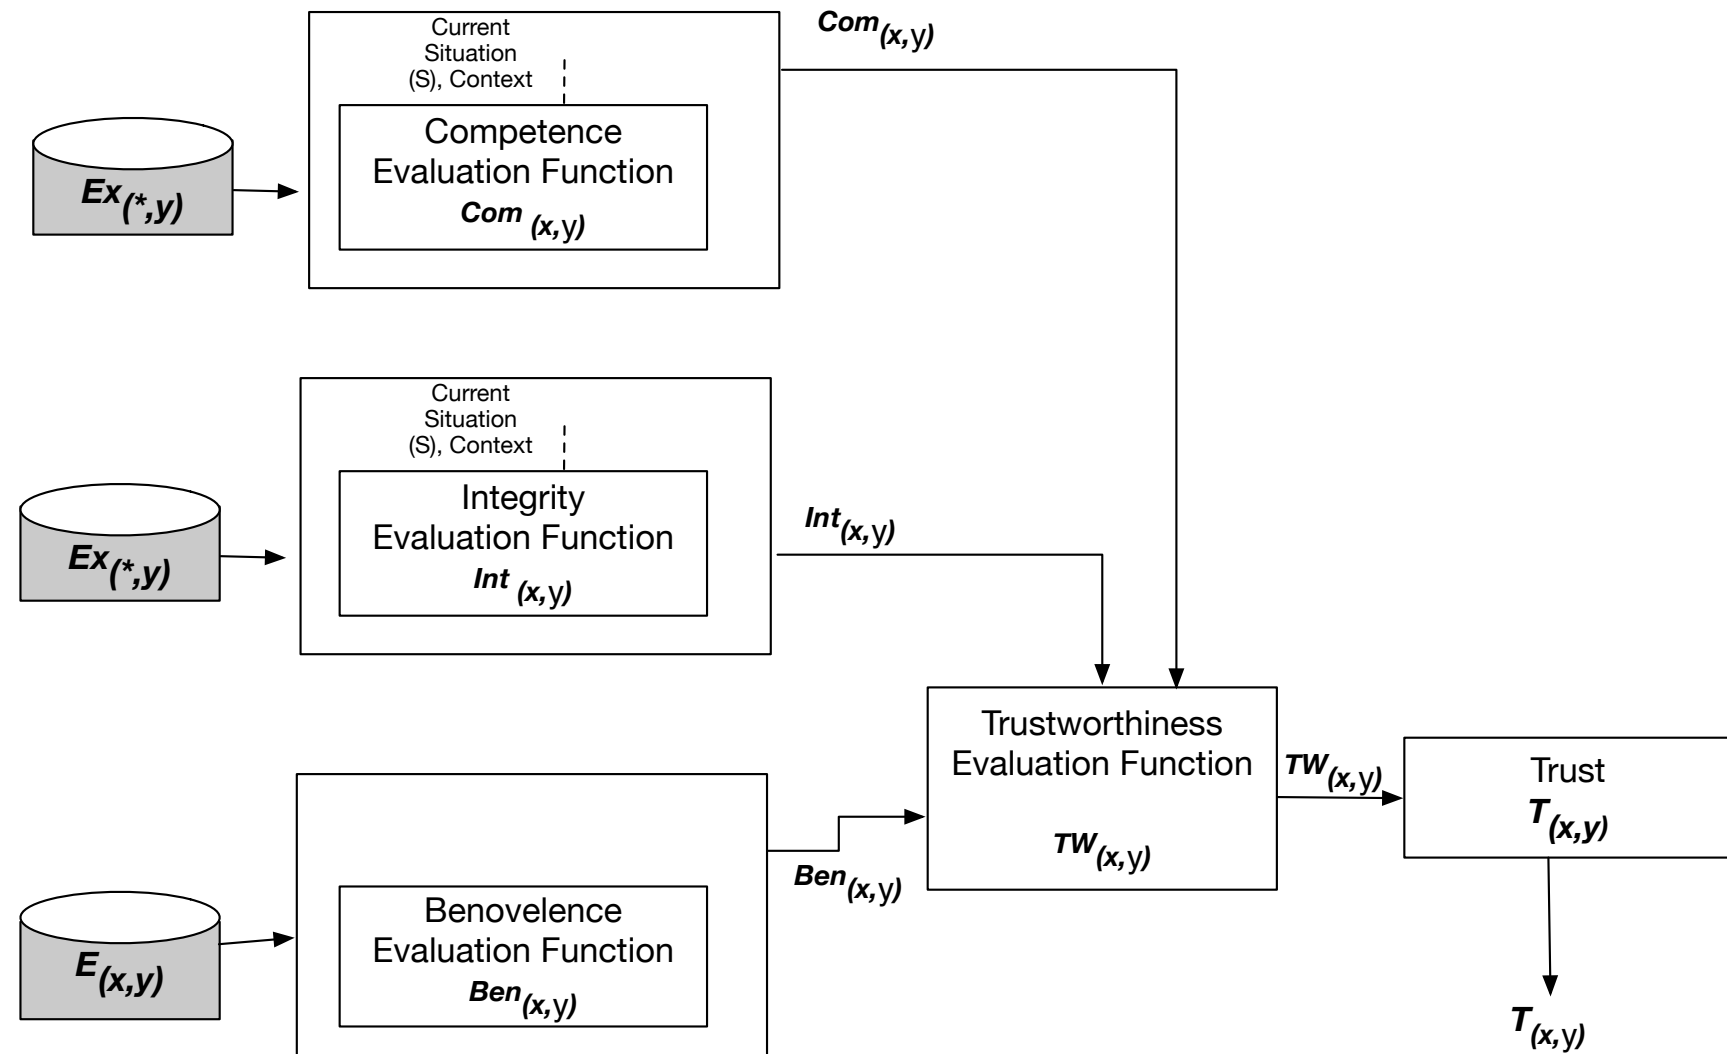 Com(x,y)
Current
Situation
(S), Context
Competence
Evaluation Function
Com (x,y)
Ex(*,y)
Current
Situation
(S), Context
Integrity
Evaluation Function
Int (x,y)
Ex(*,y)
Int(x,y)
Trustworthiness
Evaluation Function
TW(x,y)
TW(x,y)
Trust
T(x,y)
Ben(x,y)
Benovelence
Evaluation Function
Ben(x,y)
E(x,y)
T(x,y)